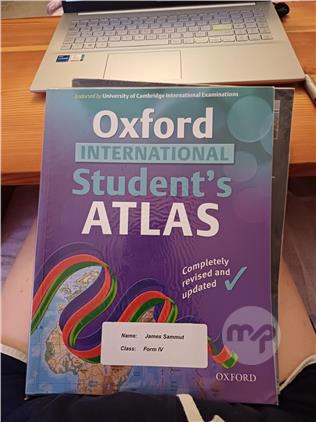 Endorsed by University of Cambridge International Examinations
Oxford
INTERNATIONAL
Student's
ATLAS
Completely
revised and
updated
Name: James Sammut
Class: Form IV
mp
OXFORD